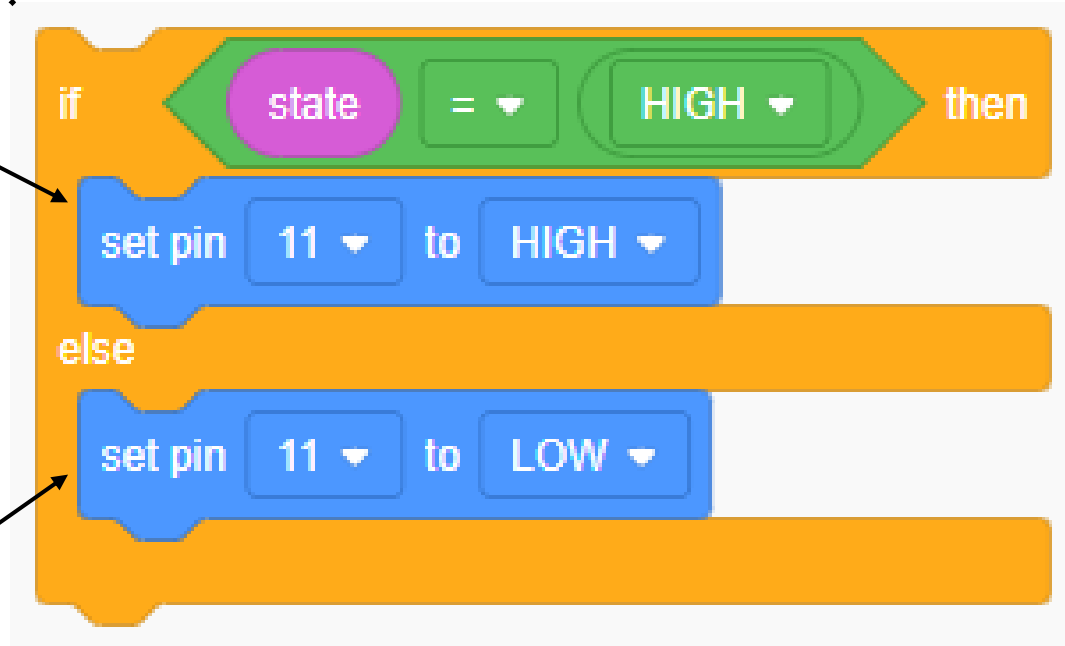 if state = HIGH then
set pin 11 to HIGH
else
set pin 11 to LOW